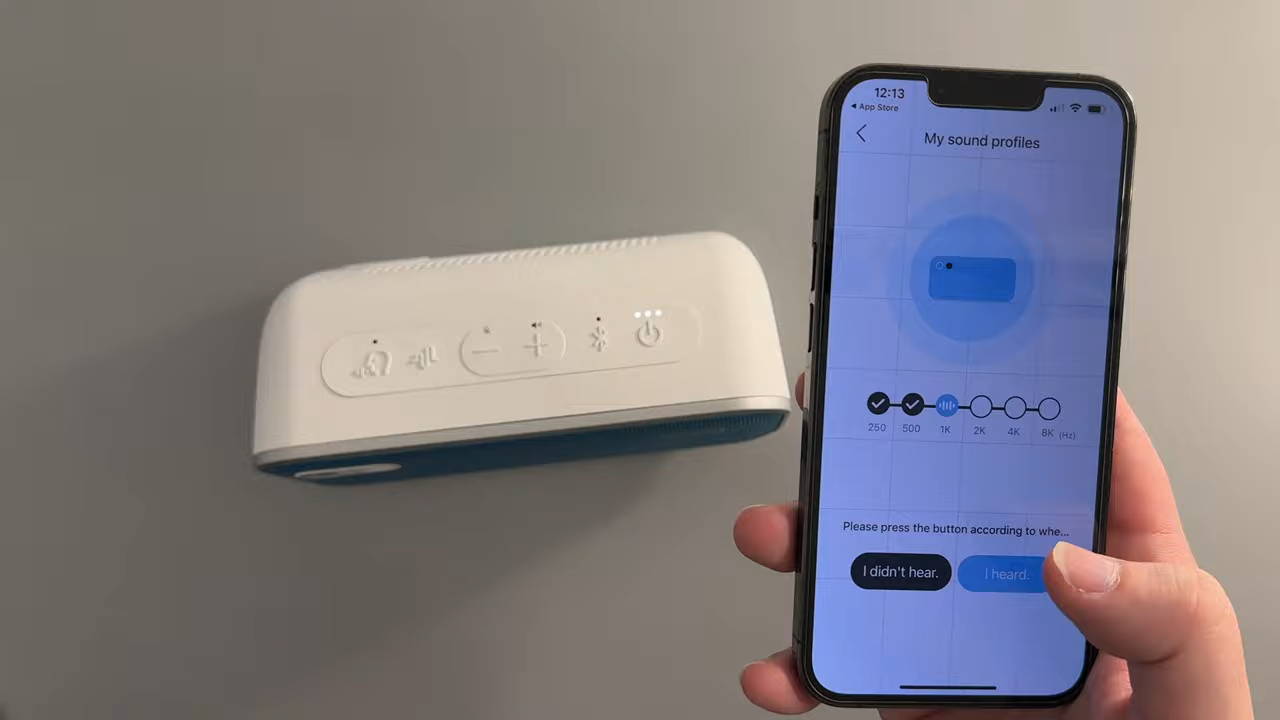 12:13
◀ App Store
My sound profiles
250 500 1K 2K 4K 8K (Hz)
Please press the button according to whe...
I didn't hear. I heard.